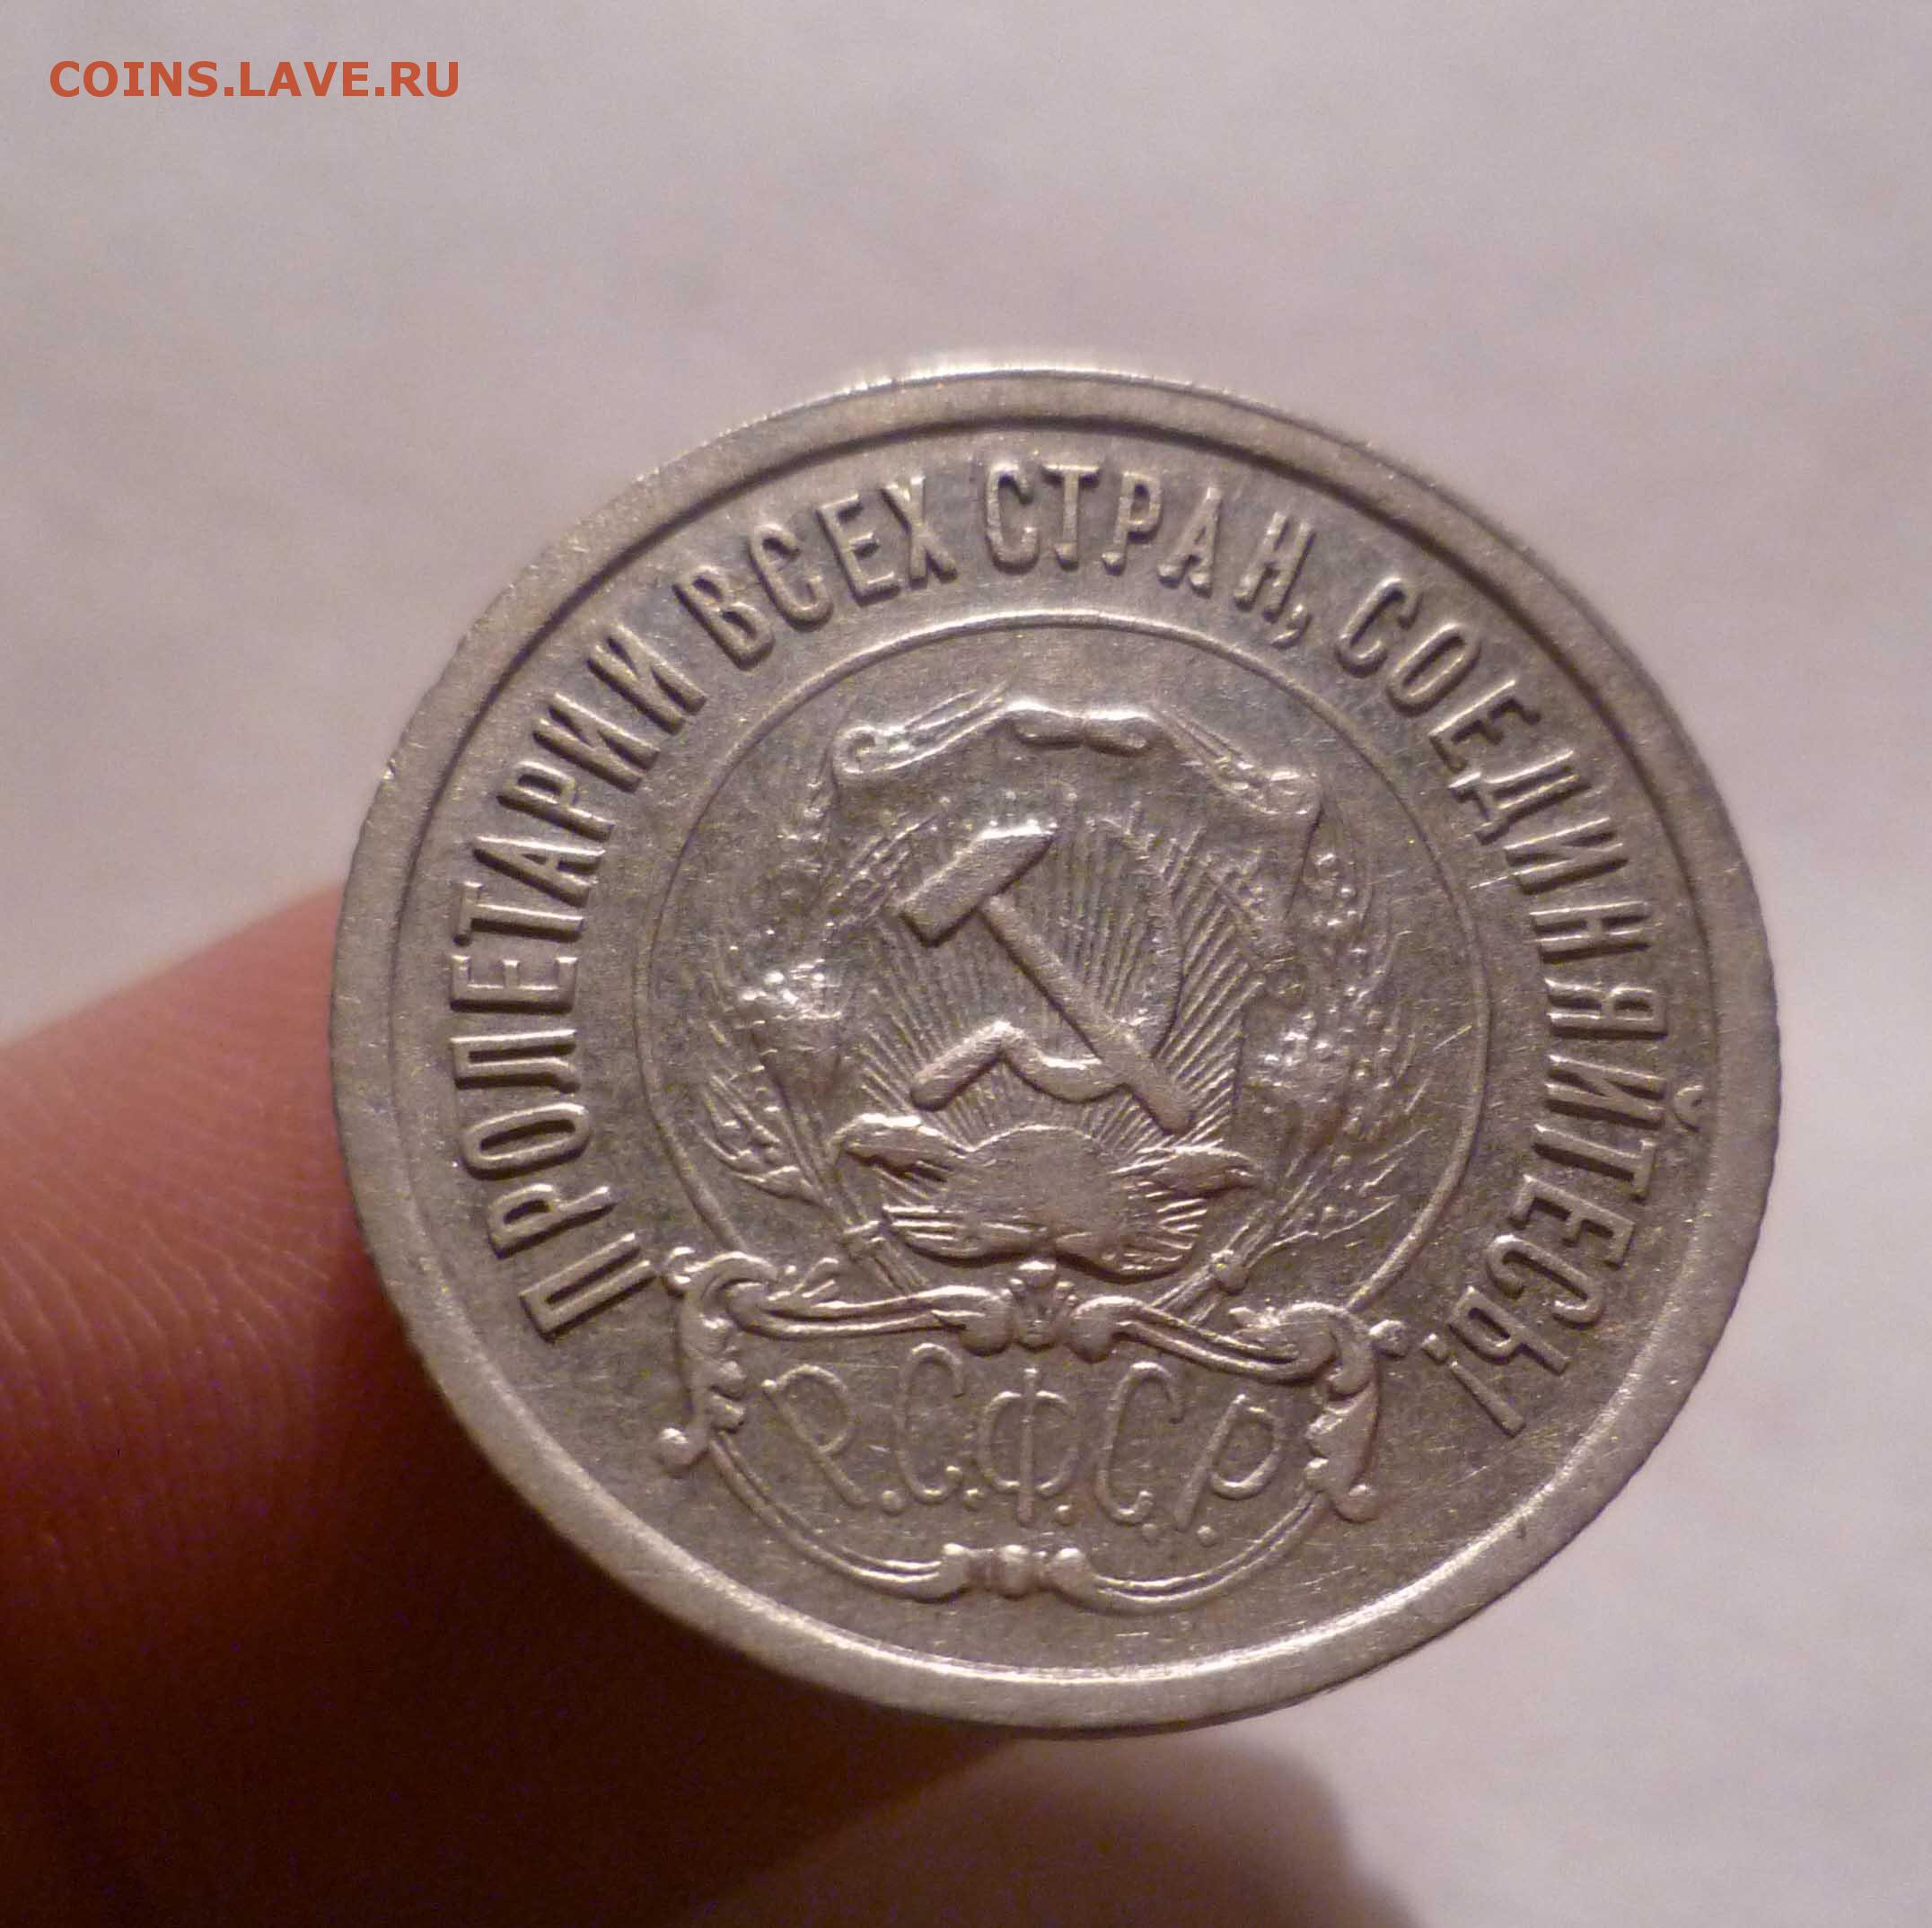 COINS.LAVE.RU
ПРОЛЕТАРИИ ВСЕХ СТРАН, СОЕДИНЯЙТЕСЬ!
Р.С.Ф.С.Р.